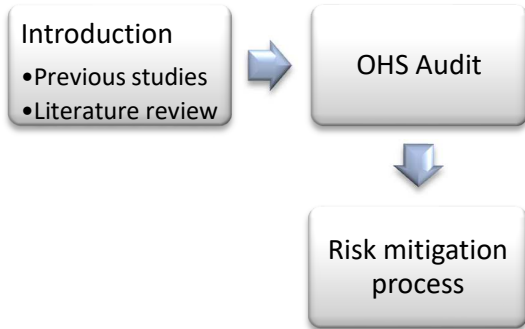 Introduction
•Previous studies
•Literature review
OHS Audit
Risk mitigation
process